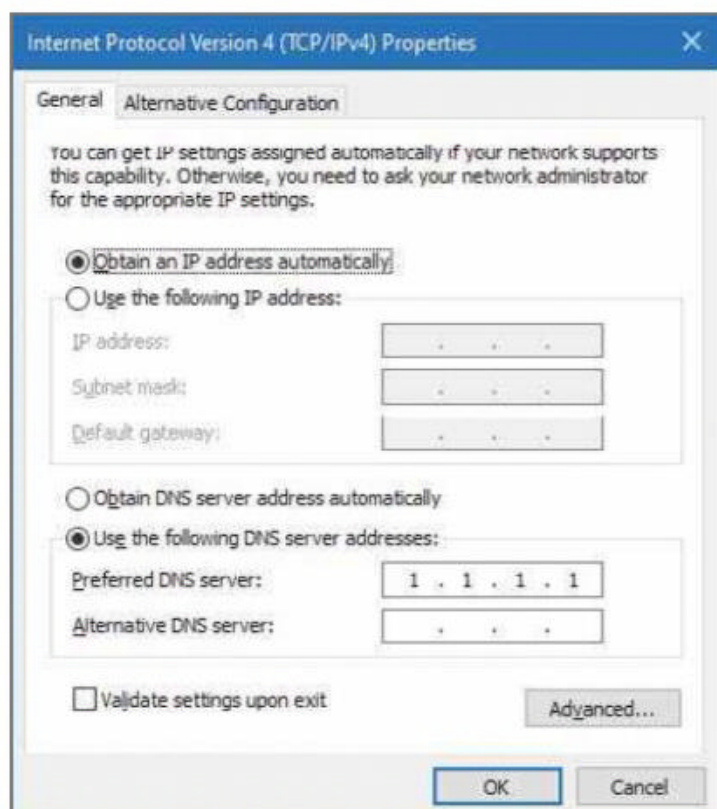 Internet Protocol Version 4 (TCP/IPv4) Properties
General
Alternative Configuration
You can get IP settings assigned automatically if your network supports
this capability. Otherwise, you need to ask your network administrator
for the appropriate IP settings.
Obtain an IP address automatically
Use the following IP address:
IP address:
. . .
Subnet mask:
. . .
Default gateway:
. . .
Obtain DNS server address automatically
Use the following DNS server addresses:
Preferred DNS server:
1 . 1 . 1 . 1
Alternative DNS server:
. . .
Validate settings upon exit
Advanced...
OK
Cancel